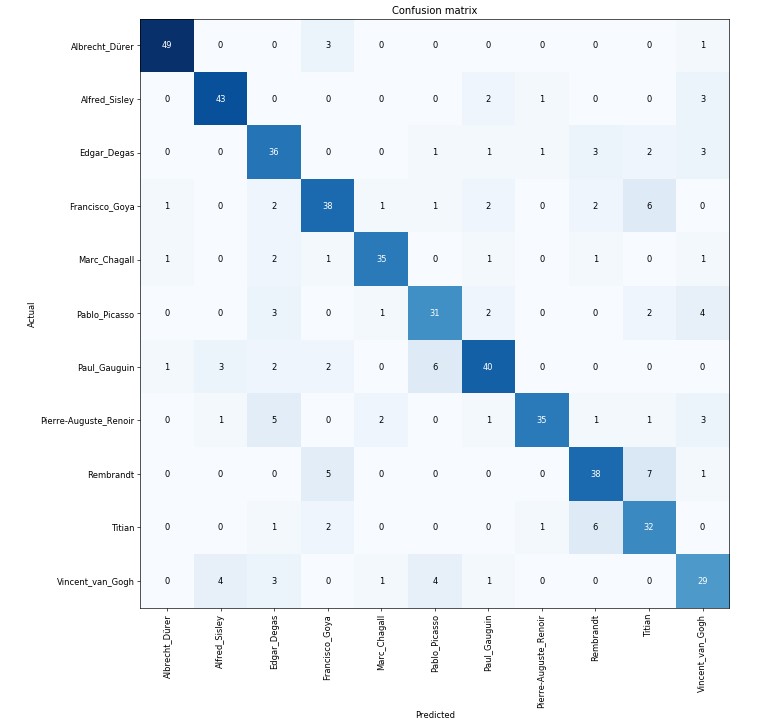 Confusion matrix
Albrecht_Dürer 49 0 0 3 0 0 0 0 0 0 1
Alfred_Sisley 0 43 0 0 0 0 2 1 0 0 3
Edgar_Degas 0 0 36 0 0 1 1 1 3 2 3
Francisco_Goya 1 0 2 38 1 1 2 0 2 6 0
Marc_Chagall 1 0 2 1 35 0 1 0 1 0 1
Pablo_Picasso 0 0 3 0 1 31 2 0 0 2 4
Paul_Gauguin 1 3 2 2 0 6 40 0 0 0 0
Pierre-Auguste_Renoir 0 1 5 0 2 0 1 35 1 1 3
Rembrandt 0 0 0 5 0 0 0 0 38 7 1
Titian 0 0 1 2 0 0 0 1 6 32 0
Vincent_van_Gogh 0 4 3 0 1 4 1 0 0 0 29
Actual
Albrecht_Dürer
Alfred_Sisley
Edgar_Degas
Francisco_Goya
Marc_Chagall
Pablo_Picasso
Paul_Gauguin
Pierre-Auguste_Renoir
Rembrandt
Titian
Vincent_van_Gogh
Predicted